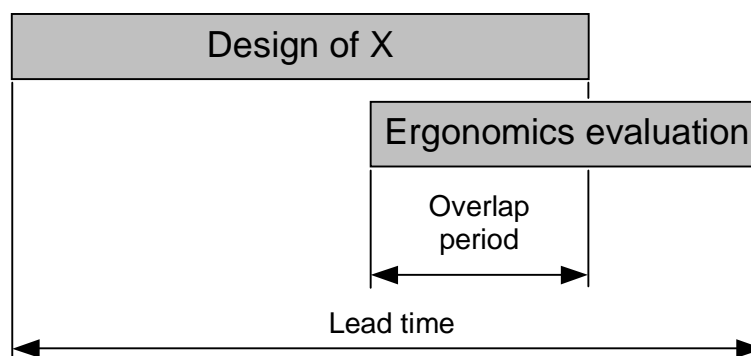 Design of X
Ergonomics evaluation
Overlap
period
Lead time